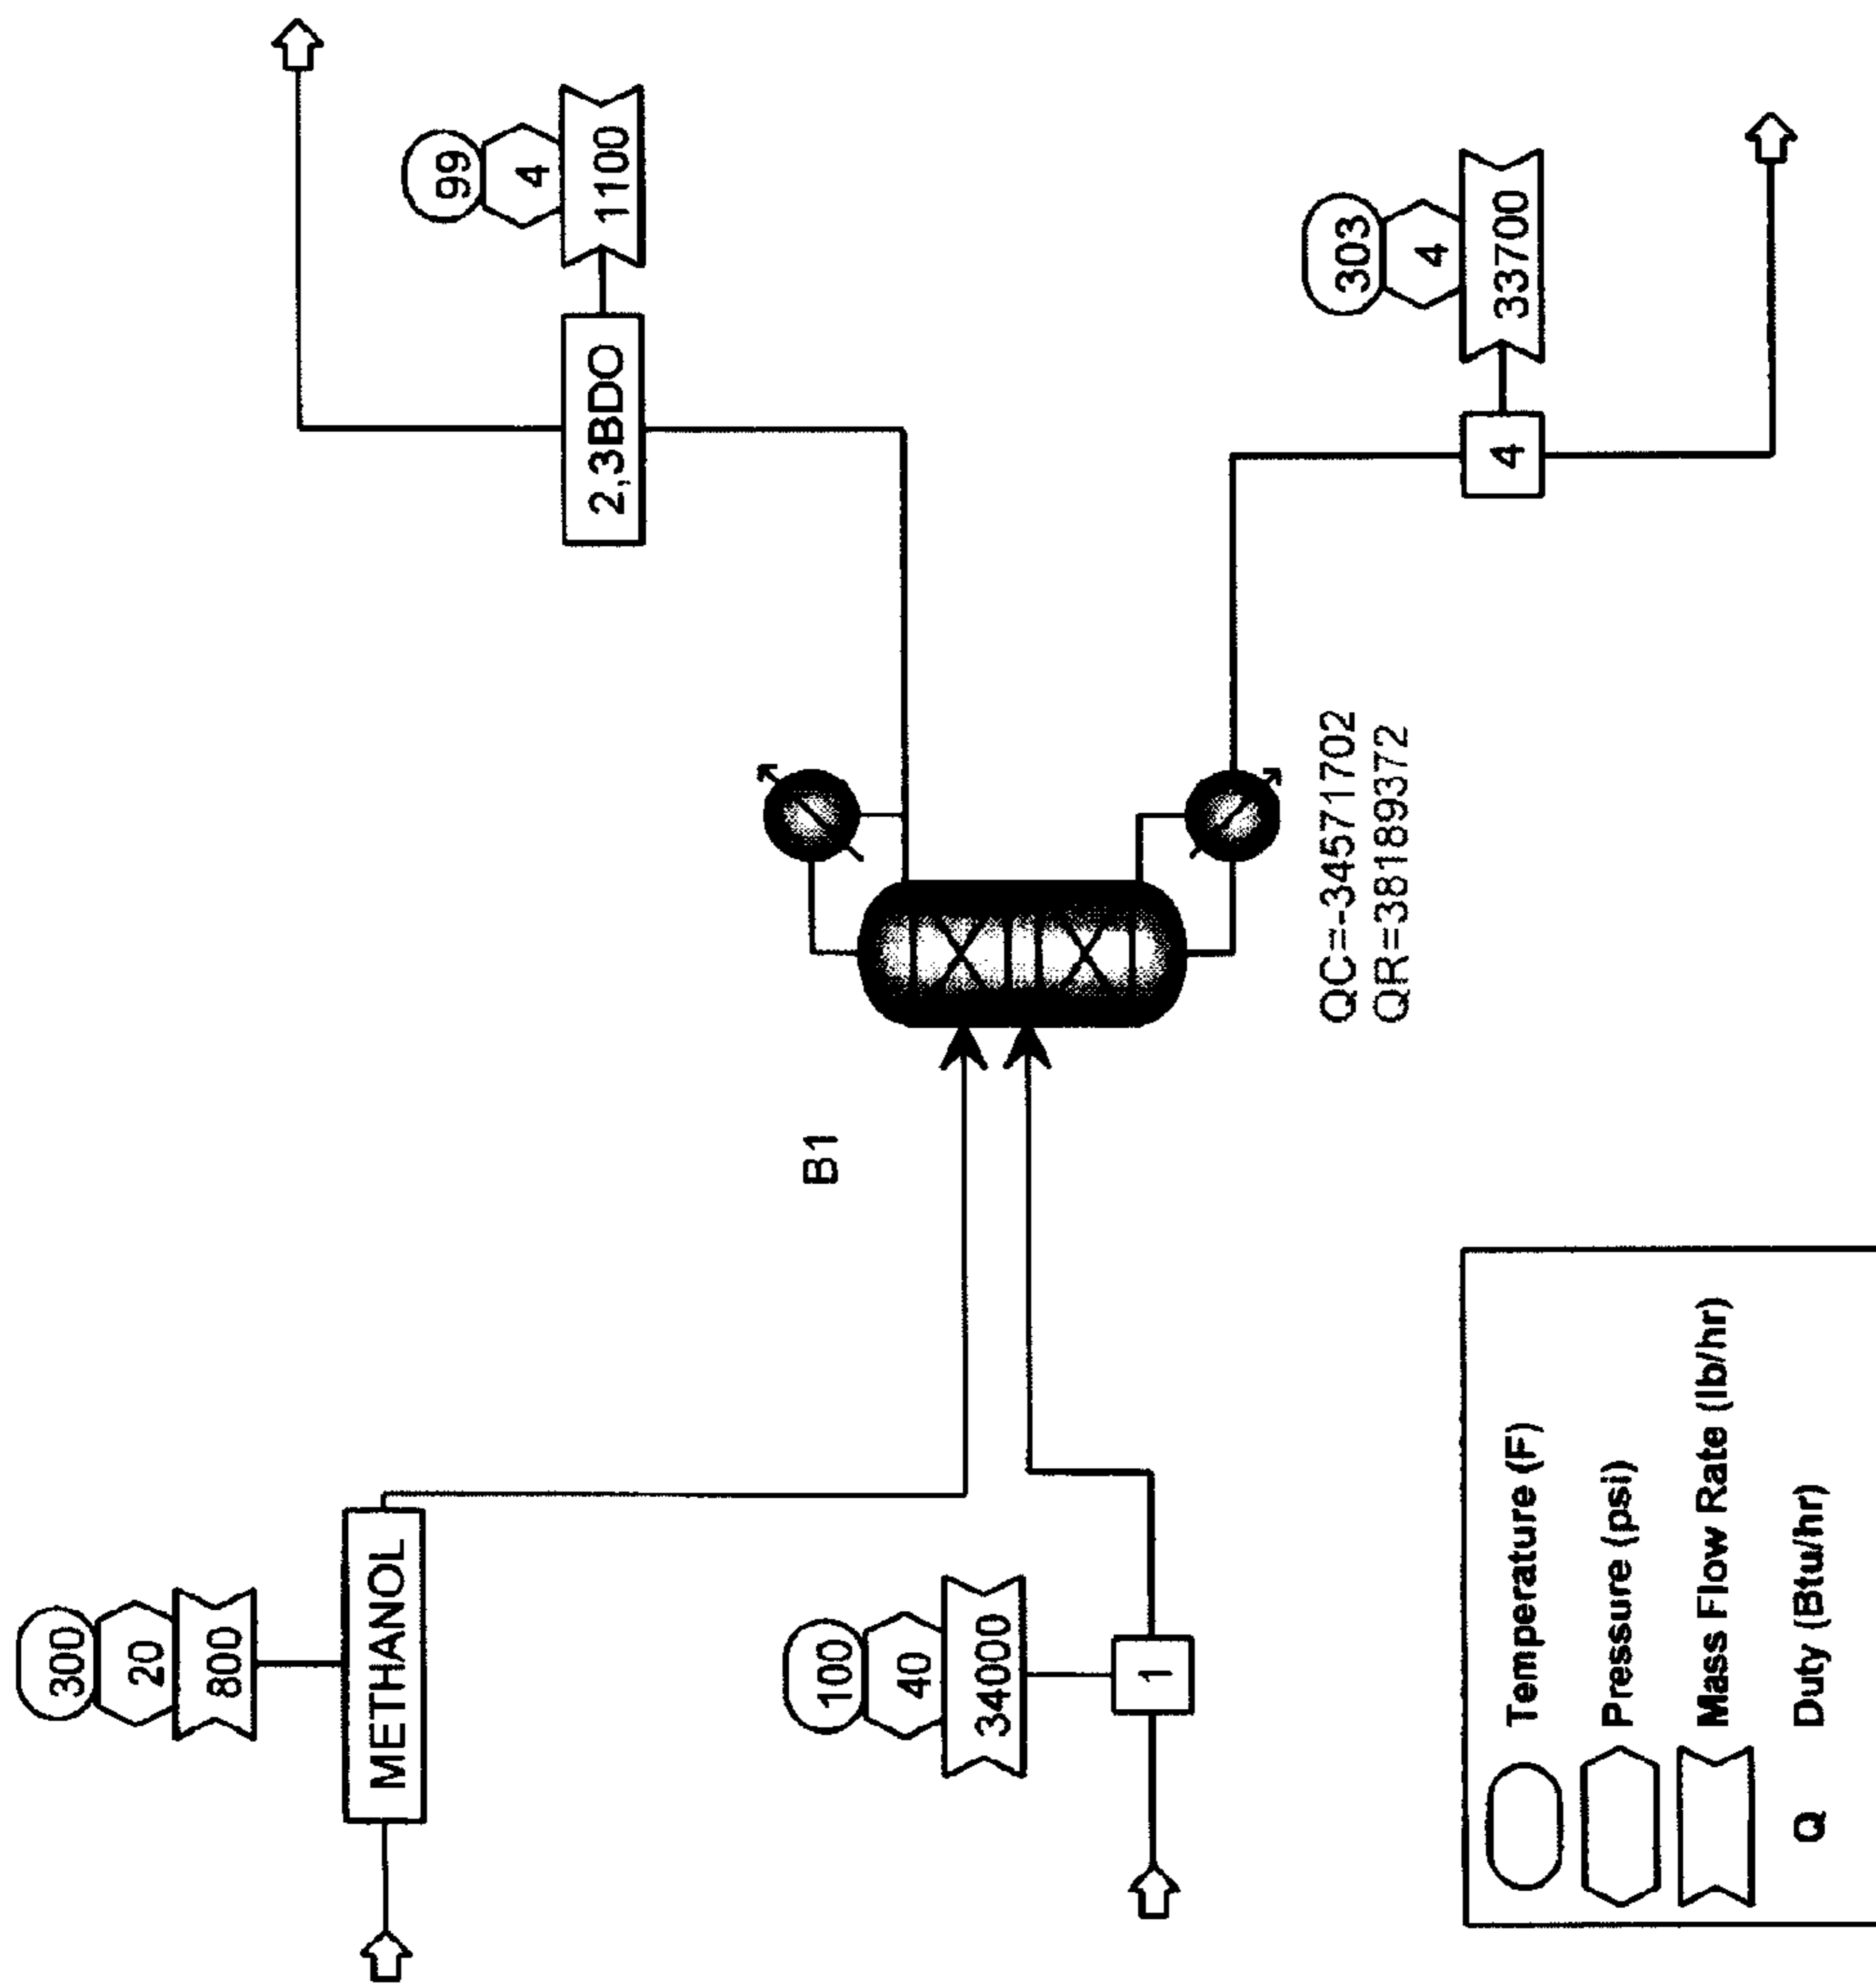 300
20
800
METHANOL
100
40
34000
1
B1
QC=-34571702
QR=38189372
99
4
1100
2,3BDO
303
4
33700
4
Temperature (F)
Pressure (psi)
Mass Flow Rate (lb/hr)
Q Duty (Btu/hr)